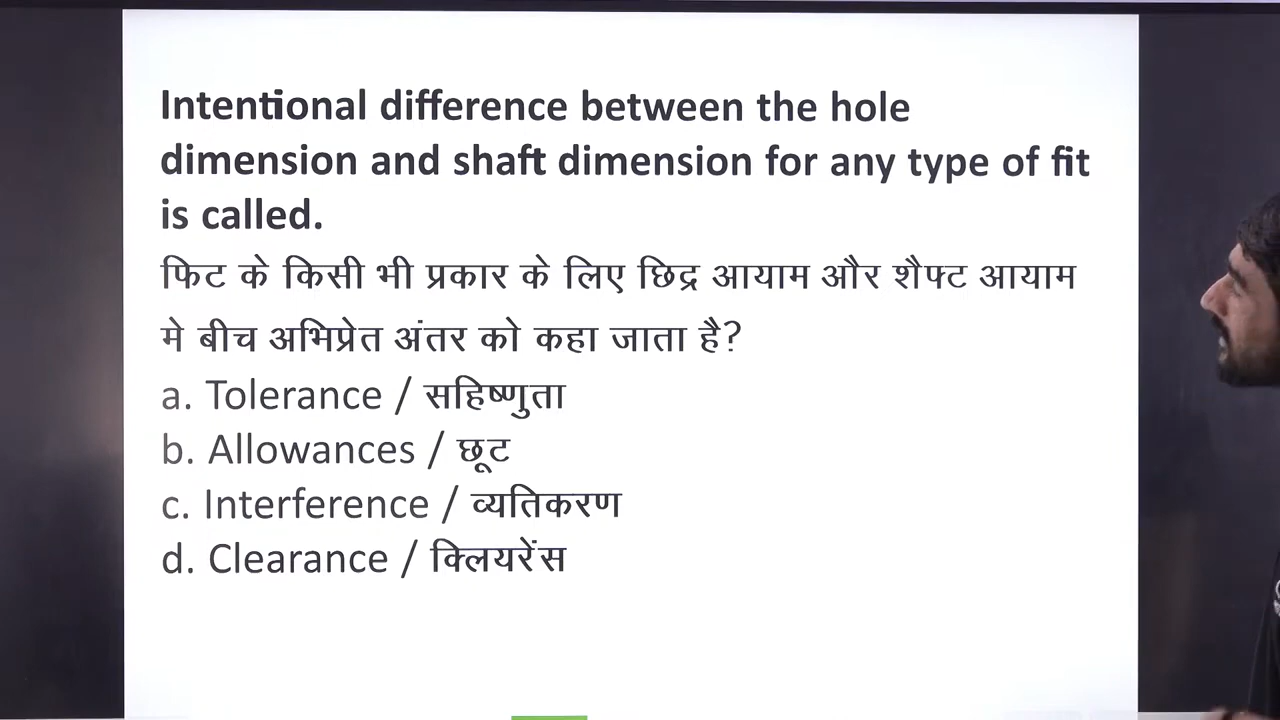 Intentional difference between the hole
dimension and shaft dimension for any type of fit
is called.
फिट के किसी भी प्रकार के लिए छिद्र आयाम और शैफ्ट आयाम
मे बीच अभिप्रेत अंतर को कहा जाता है?
a. Tolerance / सहिष्णुता
b. Allowances / छूट
c. Interference / व्यतिकरण
d. Clearance / क्लियरेंस